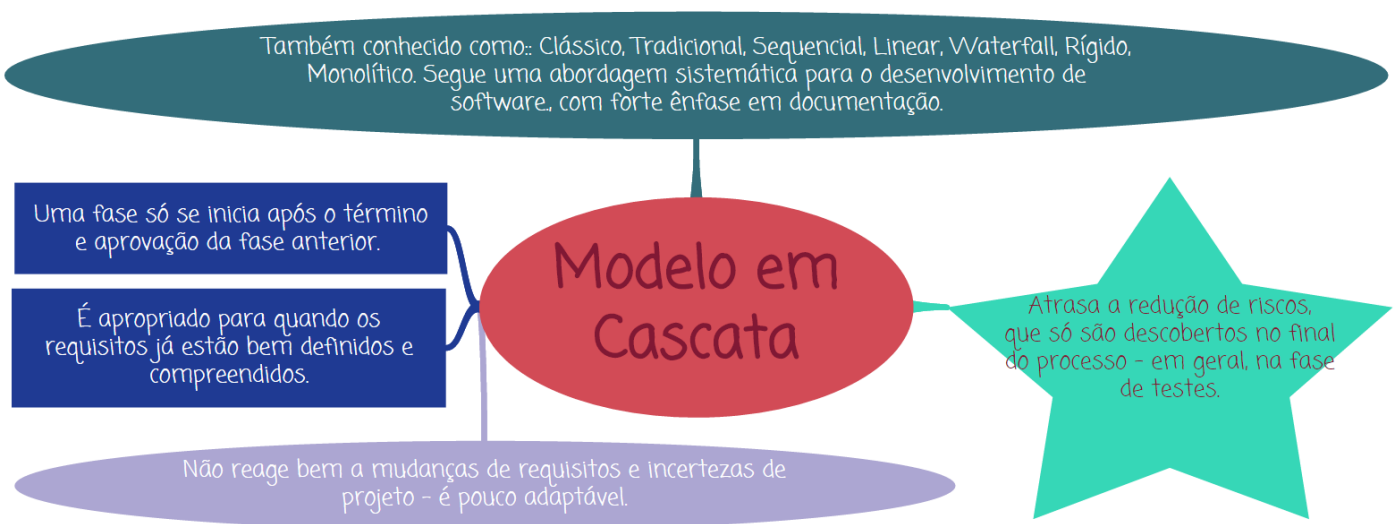 Também conhecido como:: Clássico, Tradicional, Sequencial, Linear, Waterfall, Rígido,
Monolítico. Segue uma abordagem sistemática para o desenvolvimento de
software., com forte ênfase em documentação.
Uma fase só se inicia após o término
e aprovação da fase anterior.
É apropriado para quando os
requisitos já estão bem definidos e
compreendidos.
Modelo em
Cascata
Atrasa a redução de riscos,
que só são descobertos no final
do processo - em geral, na fase
de testes.
Não reage bem a mudanças de requisitos e incertezas de
projeto - é pouco adaptável.